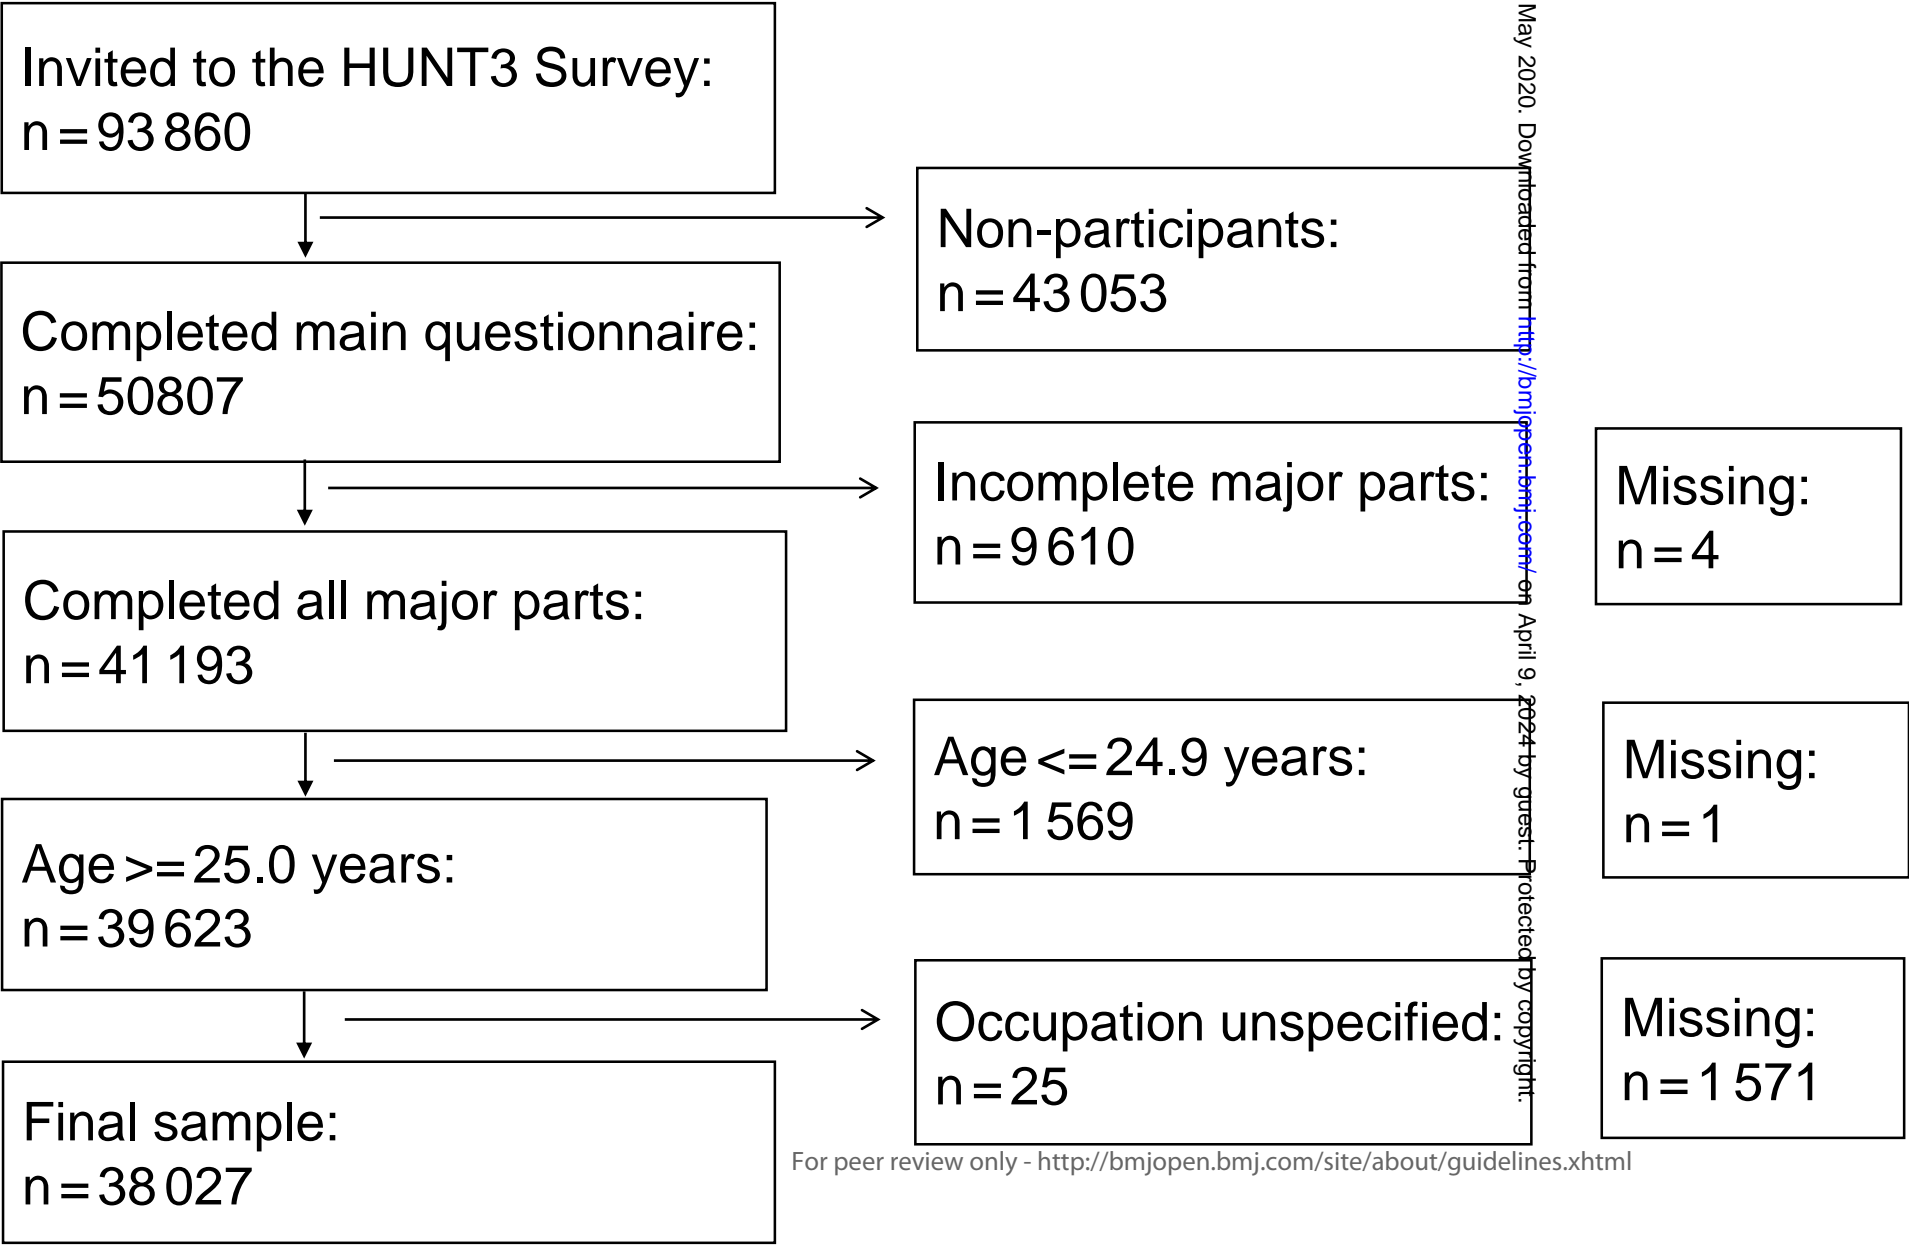 Invited to the HUNT3 Survey:
n = 93 860
Non-participants:
n = 43 053
Completed main questionnaire:
n = 50807
Incomplete major parts:
n = 9 610
Missing:
n = 4
Completed all major parts:
n = 41 193
Age <= 24.9 years:
n = 1 569
Missing:
n = 1
Age >= 25.0 years:
n = 39 623
Occupation unspecified:
n = 25
Missing:
n = 1 571
Final sample:
n = 38 027
For peer review only - http://bmjopen.bmj.com/site/about/guidelines.xhtml
May 2020. Downloaded from http://bmjopen.bmj.com/ on April 9, 2024 by guest. Protected by copyright.